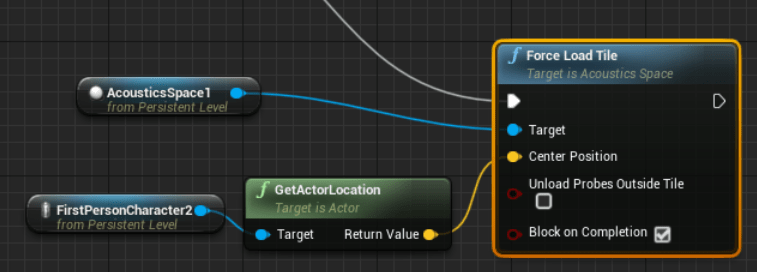 Force Load Tile
Target is Acoustics Space
AcousticsSpace1
from Persistent Level
Target
Center Position
GetActorLocation
Target is Actor
Unload Probes Outside Tile
FirstPersonCharacter2
from Persistent Level
Target Return Value
Block on Completion